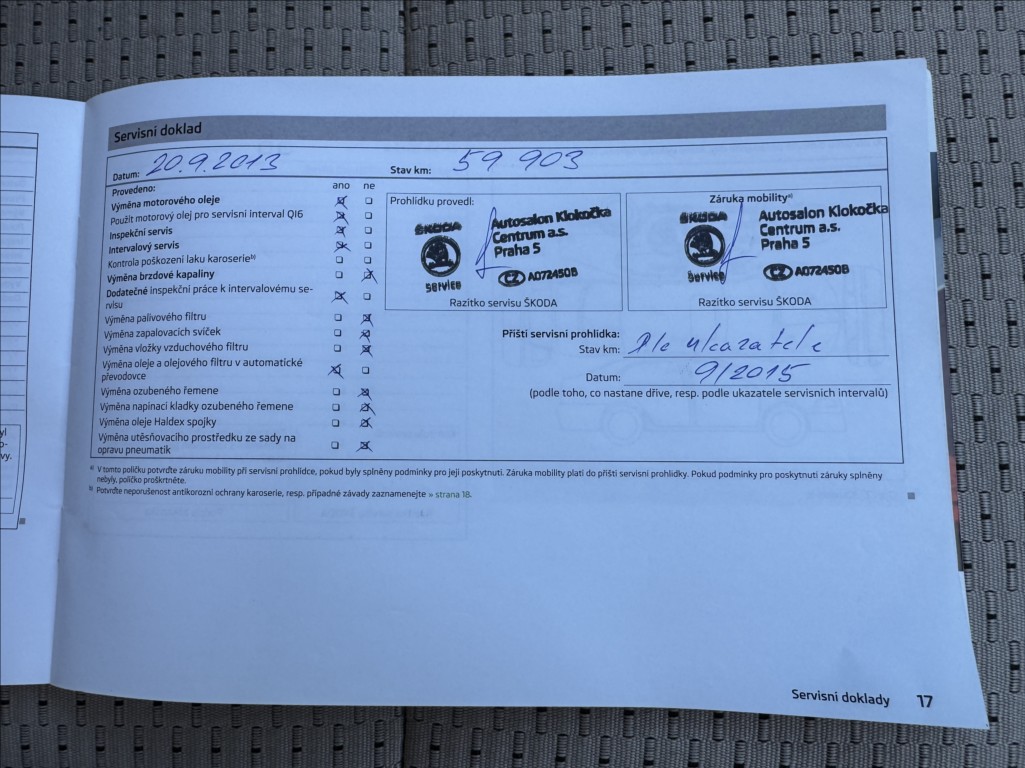 Servisní doklad
Datum: 20.9.2013 Stav km: 59 903
Provedeno: ano ne
Výměna motorového oleje
Použít motorový olej pro servisní interval QI6
Inspekční servis
Intervalový servis
Kontrola poškození laku karoserie b)
Výměna brzdové kapaliny
Dodatečné inspekční práce k intervalovému se-
rvisu
Výměna palivového filtru
Výměna zapalovacích svíček
Výměna vložky vzduchového filtru
Výměna oleje a olejového filtru v automatické
převodovce
Výměna ozubeného řemene
Výměna napínací kladky ozubeného řemene
Výměna oleje Haldex spojky
Výměna utěsňovacího prostředku ze sady na
opravu pneumatik
Prohlídku provedl:
ŠKODA
Service
Autosalon Klokočka
Centrum a.s.
Praha 5
CZ A072450B
Razítko servisu ŠKODA
Záruka mobility a)
ŠKODA
Service
Autosalon Klokočka
Centrum a.s.
Praha 5
CZ A072450B
Razítko servisu ŠKODA
Příští servisní prohlídka:
Stav km: Dle ukazatele
Datum: 9/2015
(podle toho, co nastane dříve, resp. podle ukazatele servisních intervalů)
a) V tomto políčku potvrďte záruku mobility při servisní prohlídce, pokud byly splněny podmínky pro její poskytnutí. Záruka mobility platí do příští servisní prohlídky. Pokud podmínky pro poskytnutí záruky splněny
nebyly, políčko proškrtněte.
b) Potvrďte neporušenost antikorozní ochrany karoserie, resp. případné závady zaznamenejte » strana 18.
yl
o-
vy.
Servisní doklady 17